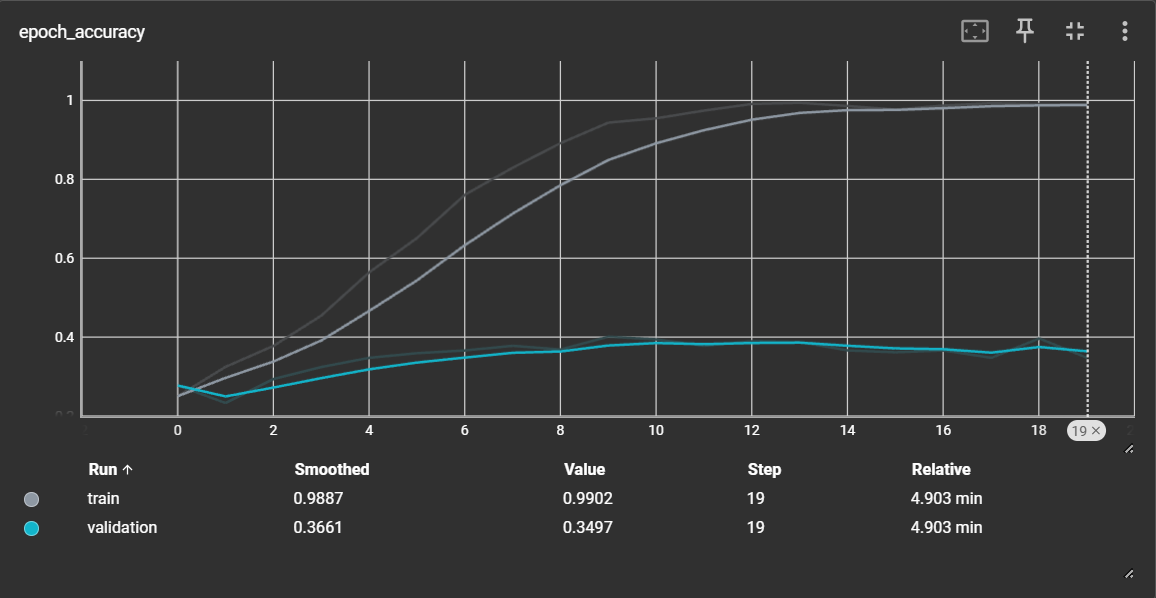 epoch_accuracy
1
0.8
0.6
0.4
0.2
0 2 4 6 8 10 12 14 16 18 19 ×
Run ↑ Smoothed Value Step Relative
train 0.9887 0.9902 19 4.903 min
validation 0.3661 0.3497 19 4.903 min